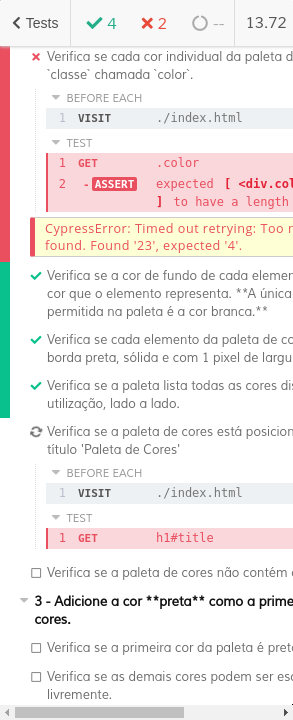 Tests 4 2 -- 13.72
Verifica se cada cor individual da paleta d
`classe` chamada `color`.
BEFORE EACH
1 VISIT ./index.html
TEST
1 GET .color
2 -ASSERT expected [ <div.col
] to have a length
CypressError: Timed out retrying: Too r
found. Found '23', expected '4'.
Verifica se a cor de fundo de cada elemer
cor que o elemento representa. **A única
permitida na paleta é a cor branca.**
Verifica se cada elemento da paleta de co
borda preta, sólida e com 1 pixel de largu
Verifica se a paleta lista todas as cores dis
utilização, lado a lado.
Verifica se a paleta de cores está posicion
título 'Paleta de Cores'
BEFORE EACH
1 VISIT ./index.html
TEST
1 GET h1#title
Verifica se a paleta de cores não contém c
3 - Adicione a cor **preta** como a prime
cores.
Verifica se a primeira cor da paleta é preta
Verifica se as demais cores podem ser esc
livremente.